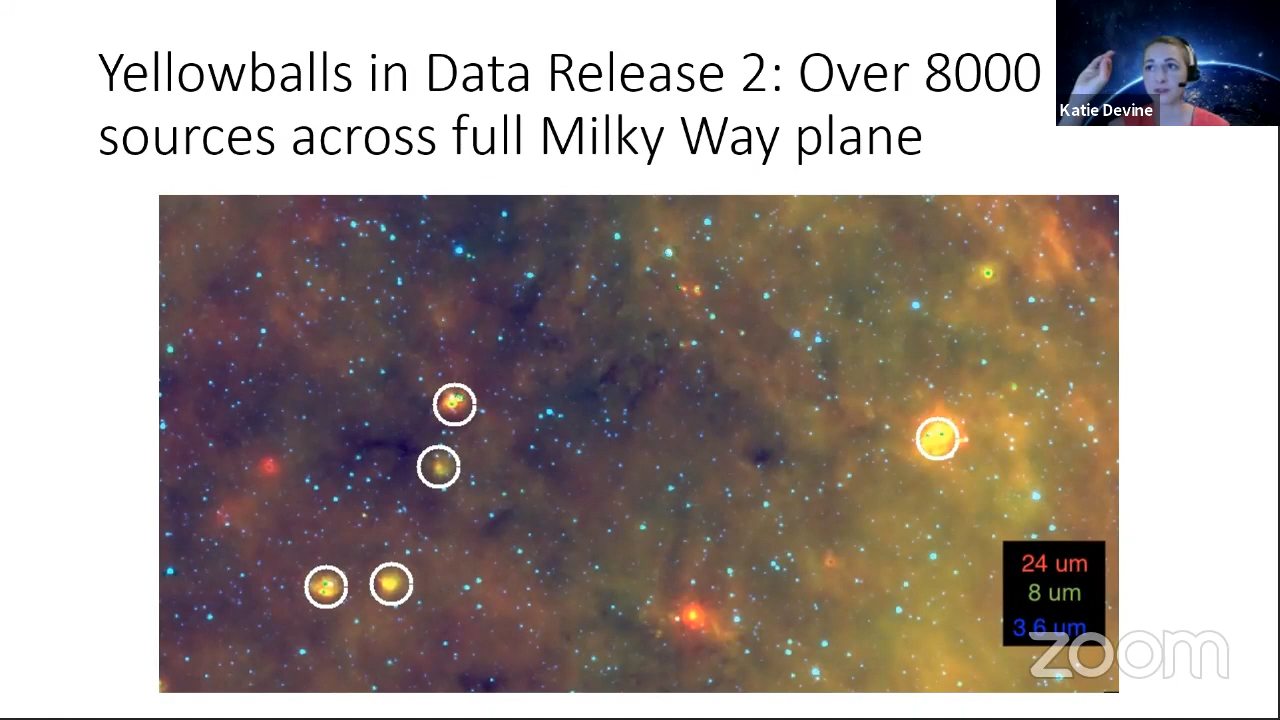 Yellowballs in Data Release 2: Over 8000
sources across full Milky Way plane
Katie Devine
24 um
8 um
3.6 um
zoom